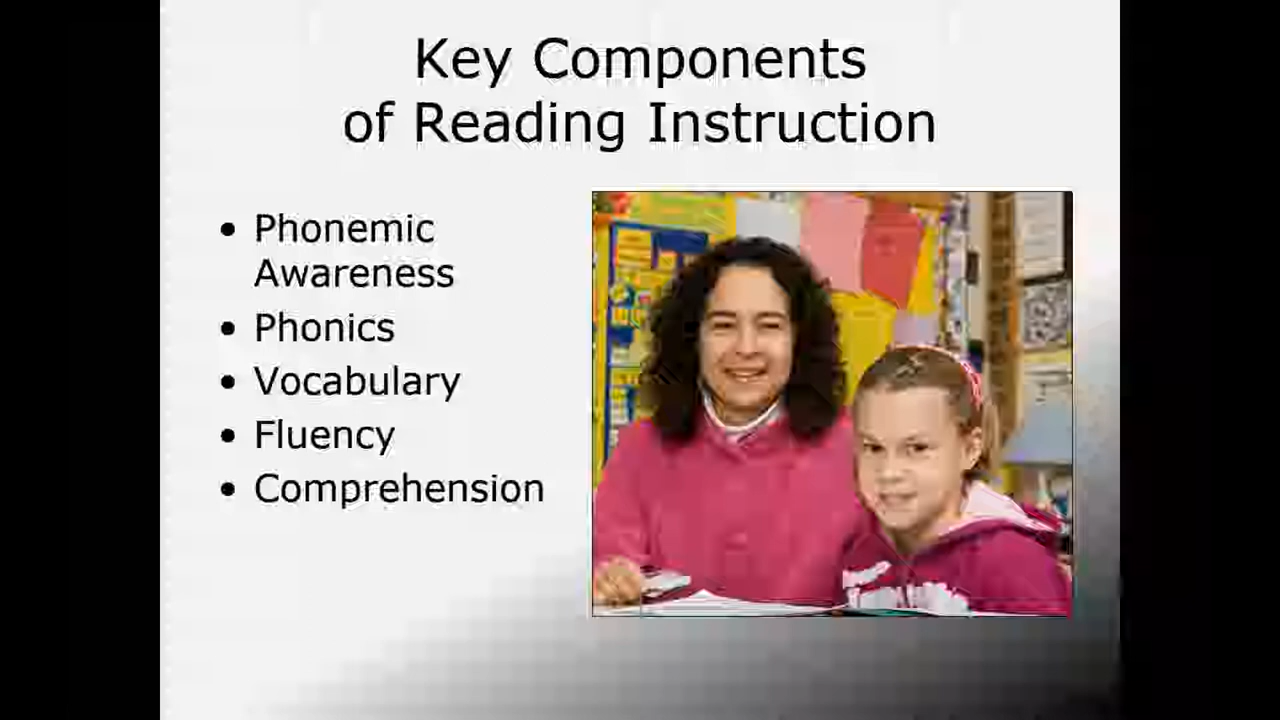 Key Components
of Reading Instruction
• Phonemic
Awareness
• Phonics
• Vocabulary
• Fluency
• Comprehension